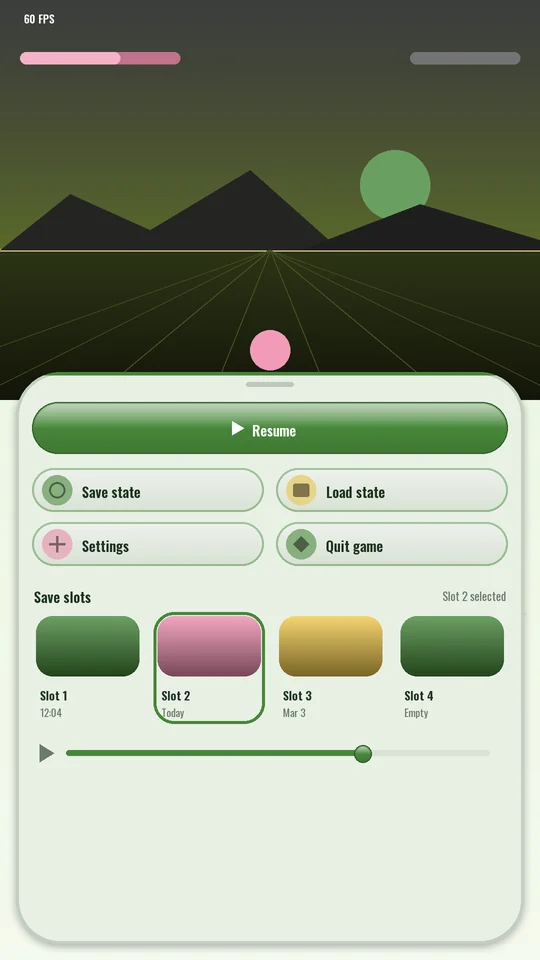 60 FPS
Resume
Save state
Load state
Settings
Quit game
Save slots
Slot 2 selected
Slot 1
12:04
Slot 2
Today
Slot 3
Mar 3
Slot 4
Empty